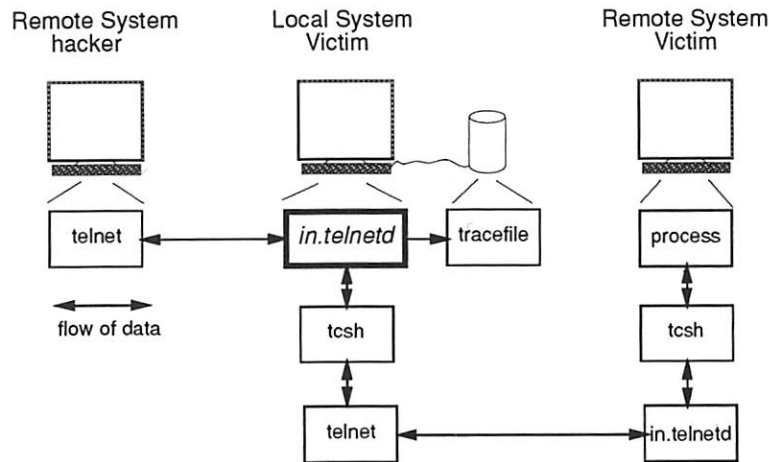 Remote System
hacker
Local System
Victim
Remote System
Victim
telnet
in.telnetd
tracefile
process
flow of data
tcsh
tcsh
telnet
in.telnetd